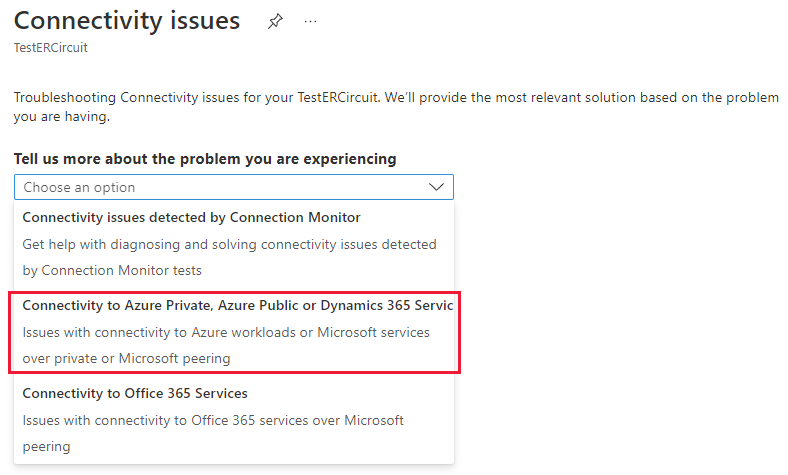 Connectivity issues
TestERCircuit
Troubleshooting Connectivity issues for your TestERCircuit. We’ll provide the most relevant solution based on the problem
you are having.
Tell us more about the problem you are experiencing
Choose an option
Connectivity issues detected by Connection Monitor
Get help with diagnosing and solving connectivity issues detected
by Connection Monitor tests
Connectivity to Azure Private, Azure Public or Dynamics 365 Servic
Issues with connectivity to Azure workloads or Microsoft services
over private or Microsoft peering
Connectivity to Office 365 Services
Issues with connectivity to Office 365 services over Microsoft
peering